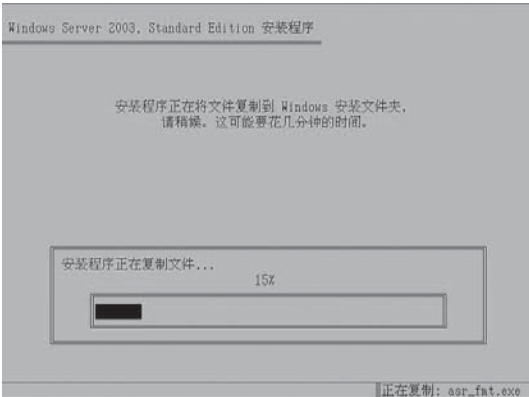 Windows Server 2003, Standard Edition 安装程序
安装程序正在将文件复制到 Windows 安装文件夹,
请稍候。这可能要花几分钟的时间。
安装程序正在复制文件...
15%
正在复制: asr_fmt.exe